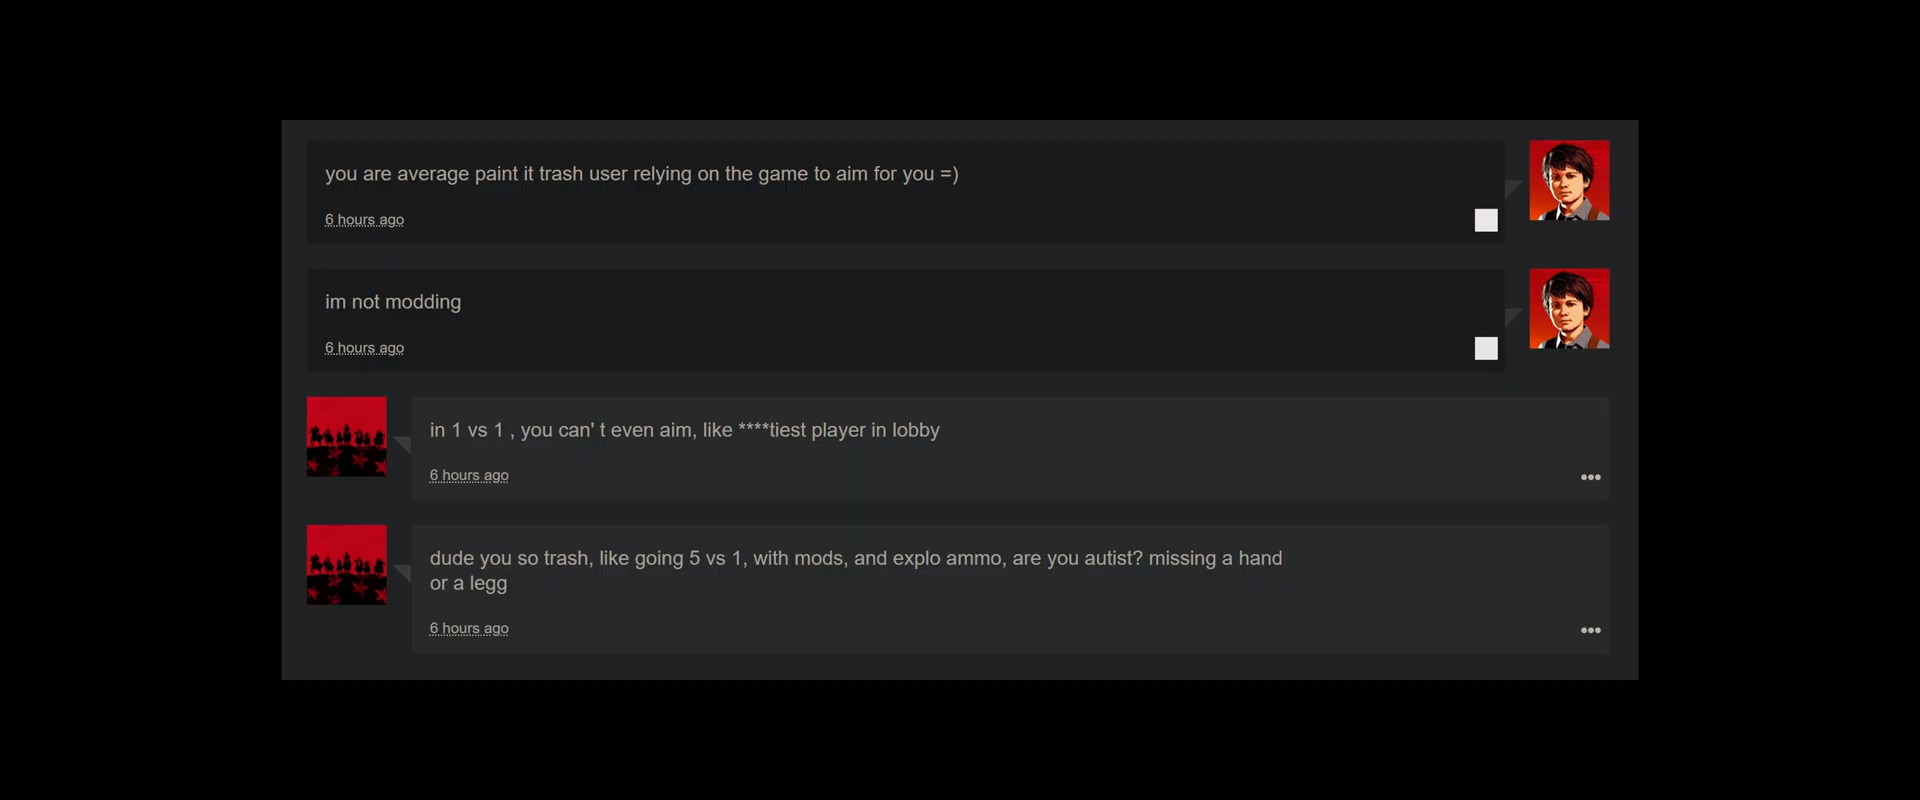 you are average paint it trash user relying on the game to aim for you =)
6 hours ago
im not modding
6 hours ago
in 1 vs 1 , you can' t even aim, like ****tiest player in lobby
6 hours ago
dude you so trash, like going 5 vs 1, with mods, and explo ammo, are you autist? missing a hand
or a legg
6 hours ago